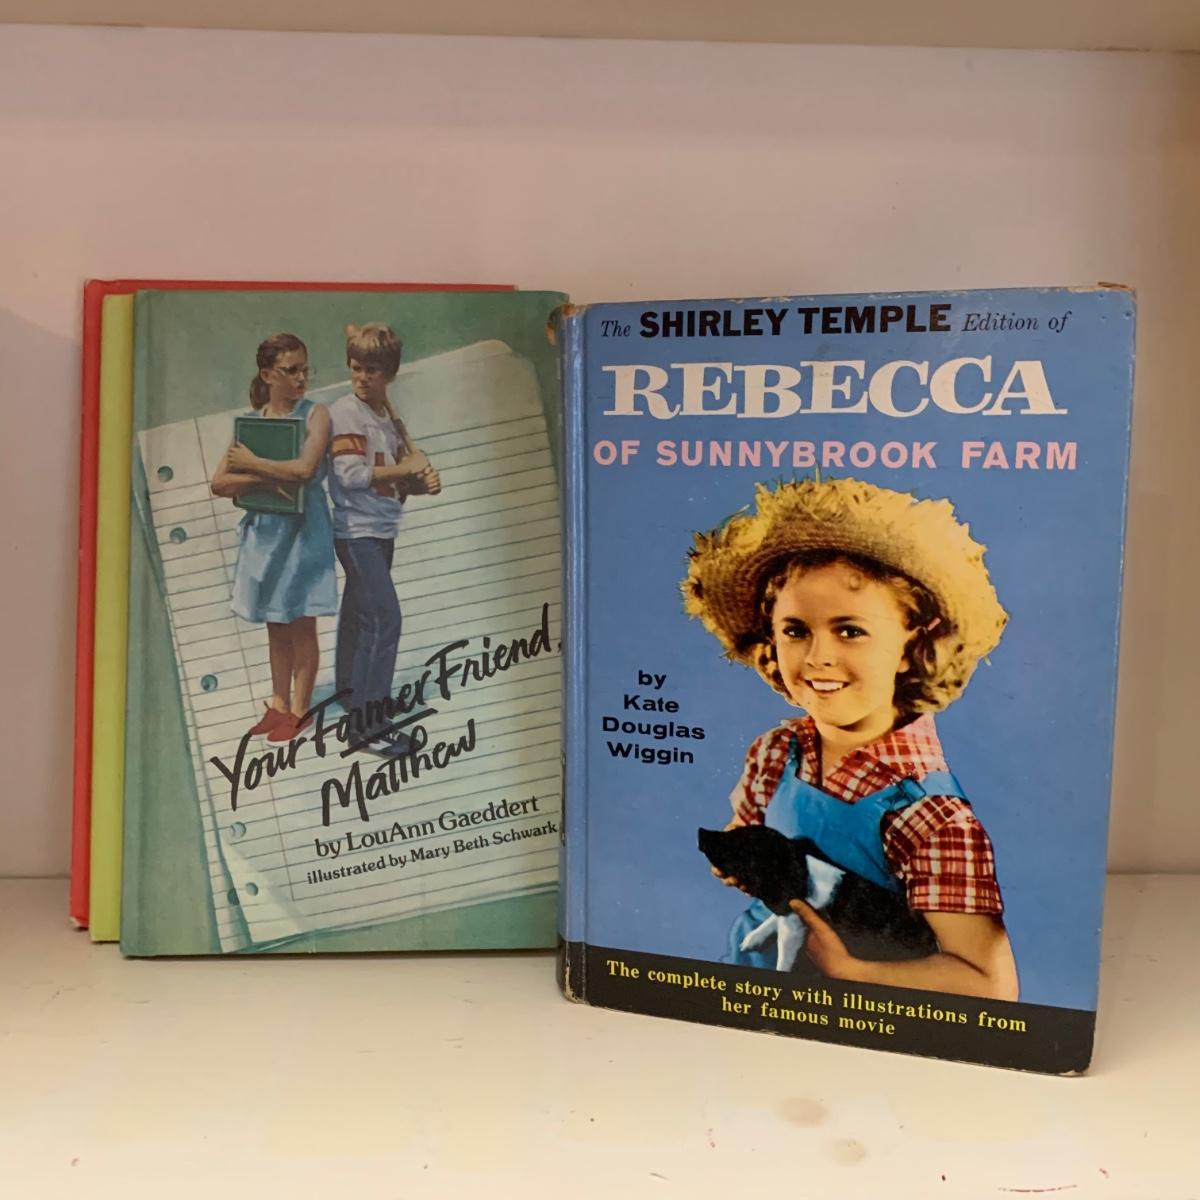 Your Former Friend,
Matthew
by LouAnn Gaeddert
illustrated by Mary Beth Schwark
The SHIRLEY TEMPLE Edition of
REBECCA
OF SUNNYBROOK FARM
by
Kate
Douglas
Wiggin
The complete story with illustrations from
her famous movie